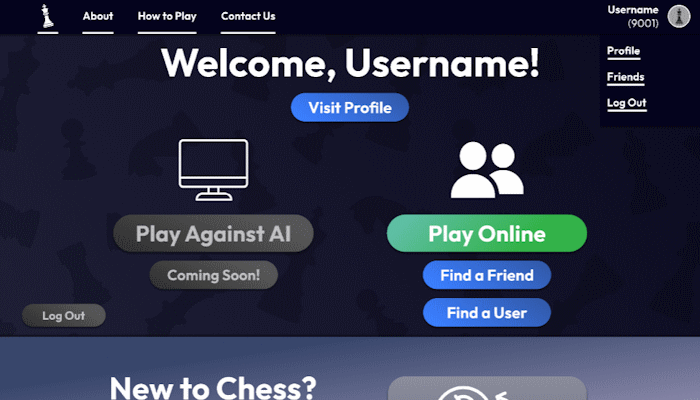 About
How to Play
Contact Us
Username
(9001)
Profile
Friends
Log Out
Welcome, Username!
Visit Profile
Play Against AI
Coming Soon!
Play Online
Find a Friend
Find a User
Log Out
New to Chess?